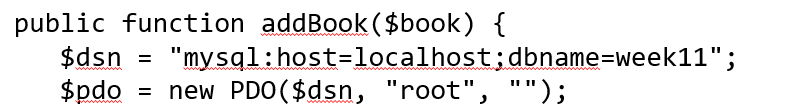 public function addBook($book) {
$dsn = "mysql:host=localhost;dbname=week11";
$pdo = new PDO($dsn, "root", "");